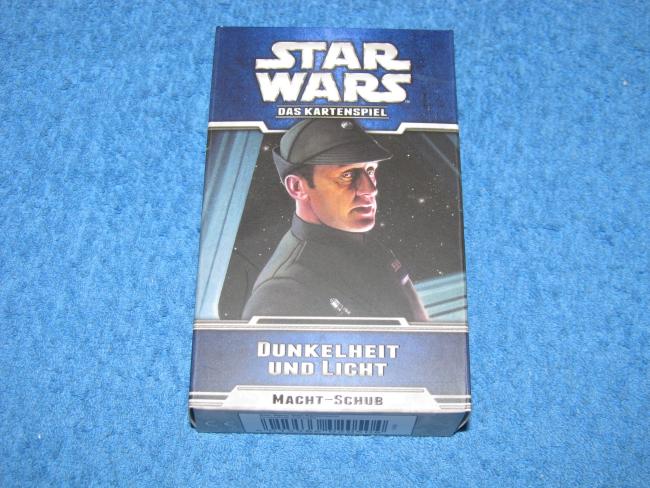 STAR
WARS
DAS KARTENSPIEL
DUNKELHEIT
UND LICHT
MACHT-SCHUB